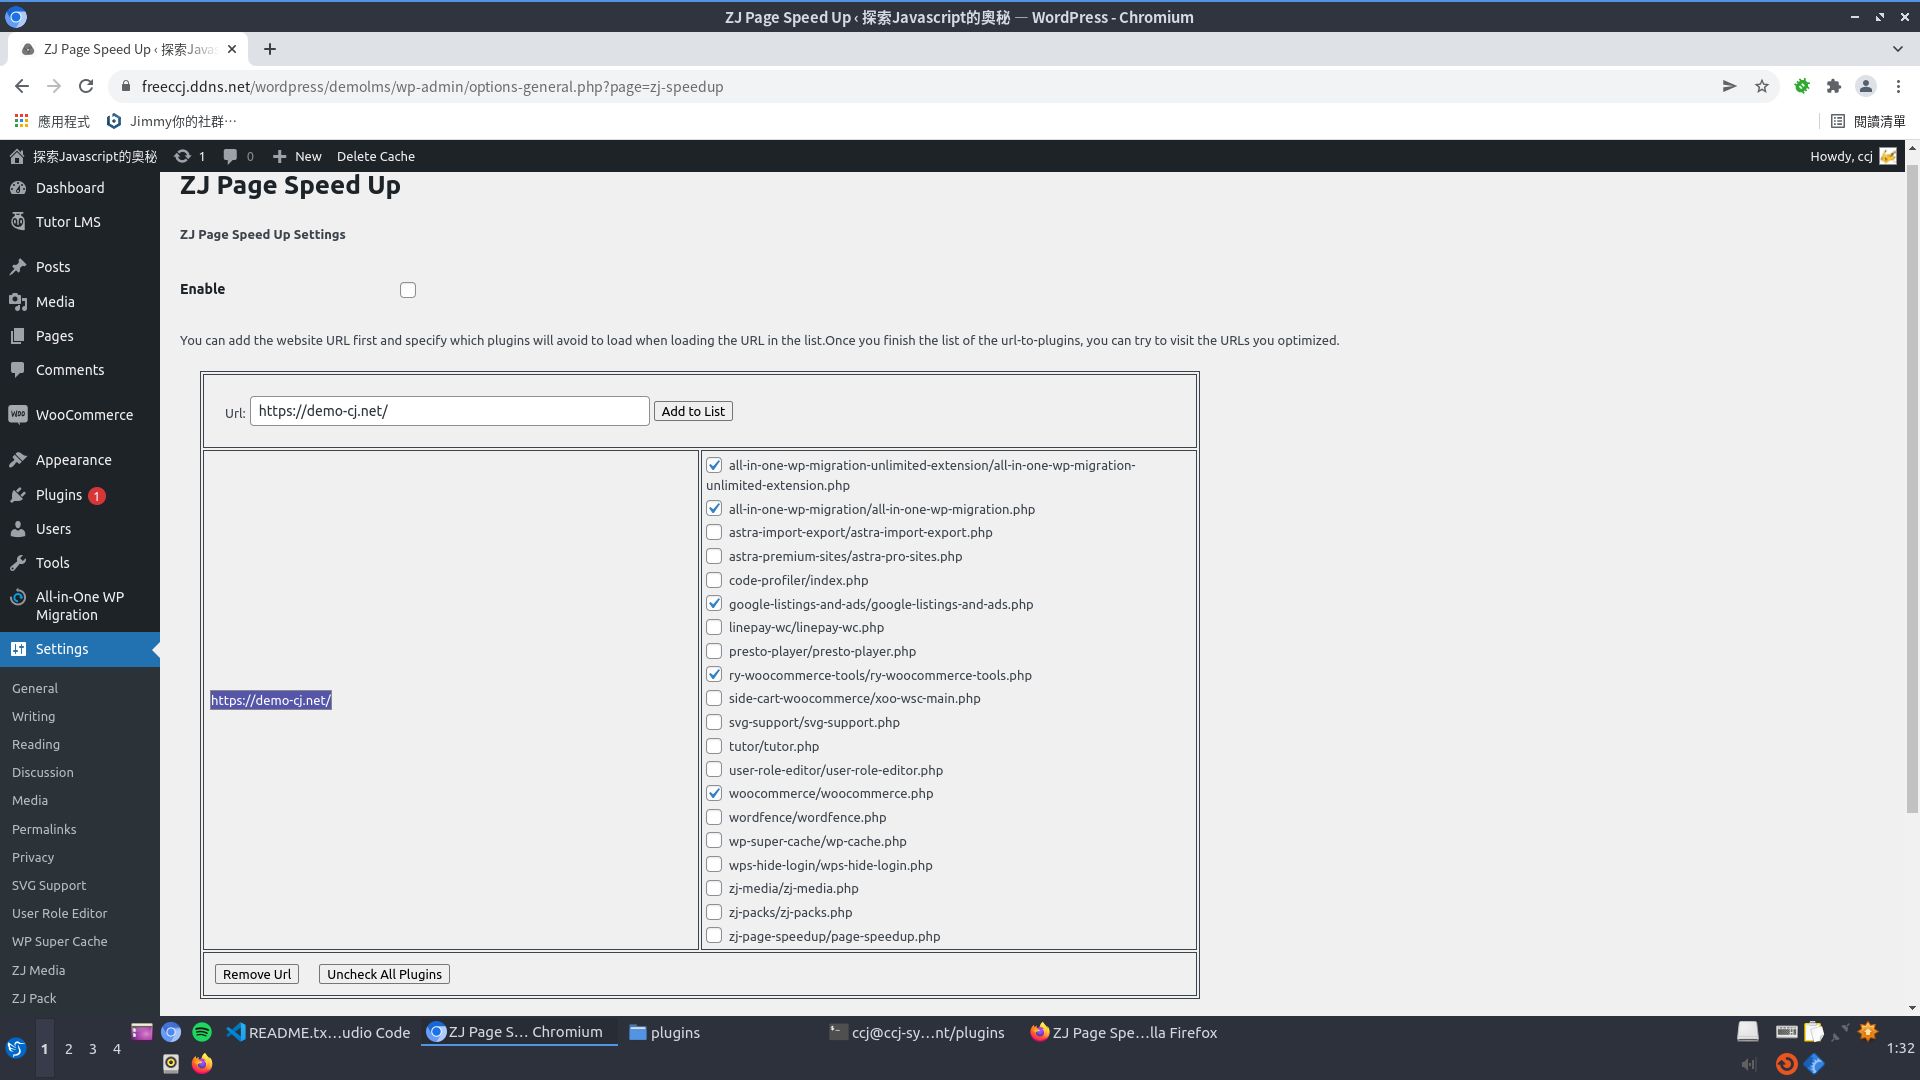 ZJ Page Speed Up ‹ 探索Javascript的奧秘 — WordPress - Chromium
ZJ Page Speed Up ‹ 探索Java
freeccj.ddns.net/wordpress/demolms/wp-admin/options-general.php?page=zj-speedup
應用程式
Jimmy你的社群…
閱讀清單
探索Javascript的奧秘
1
0
New
Delete Cache
Howdy, ccj
Dashboard
Tutor LMS
Posts
Media
Pages
Comments
WooCommerce
Appearance
Plugins 1
Users
Tools
All-in-One WP
Migration
Settings
General
Writing
Reading
Discussion
Media
Permalinks
Privacy
SVG Support
User Role Editor
WP Super Cache
ZJ Media
ZJ Pack
ZJ Page Speed Up
ZJ Page Speed Up Settings
Enable
You can add the website URL first and specify which plugins will avoid to load when loading the URL in the list.Once you finish the list of the url-to-plugins, you can try to visit the URLs you optimized.
Url: https://demo-cj.net/ Add to List
https://demo-cj.net/
all-in-one-wp-migration-unlimited-extension/all-in-one-wp-migration-
unlimited-extension.php
all-in-one-wp-migration/all-in-one-wp-migration.php
astra-import-export/astra-import-export.php
astra-premium-sites/astra-pro-sites.php
code-profiler/index.php
google-listings-and-ads/google-listings-and-ads.php
linepay-wc/linepay-wc.php
presto-player/presto-player.php
ry-woocommerce-tools/ry-woocommerce-tools.php
side-cart-woocommerce/xoo-wsc-main.php
svg-support/svg-support.php
tutor/tutor.php
user-role-editor/user-role-editor.php
woocommerce/woocommerce.php
wordfence/wordfence.php
wp-super-cache/wp-cache.php
wps-hide-login/wps-hide-login.php
zj-media/zj-media.php
zj-packs/zj-packs.php
zj-page-speedup/page-speedup.php
Remove Url
Uncheck All Plugins
1 2 3 4
README.tx…udio Code
ZJ Page S… Chromium
plugins
ccj@ccj-sy…nt/plugins
ZJ Page Spe…lla Firefox
1:32